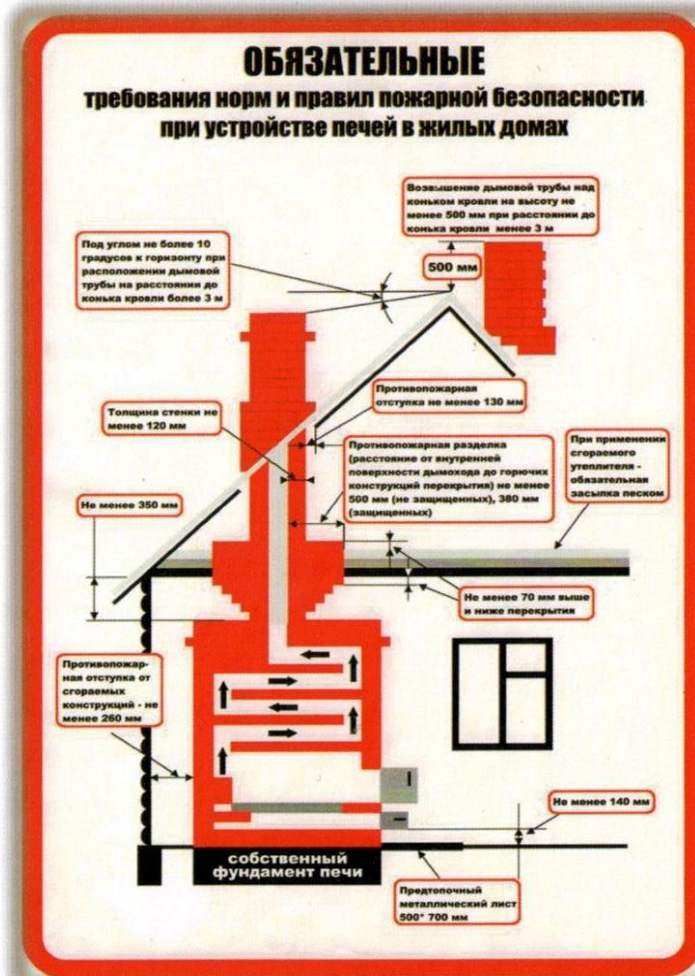 ОБЯЗАТЕЛЬНЫЕ
требования норм и правил пожарной безопасности
при устройстве печей в жилых домах
Возвышение дымовой трубы над
коньком кровли на высоту не
менее 500 мм при расстоянии до
конька кровли менее 3 м
Под углом не более 10
градусов к горизонту при
расположении дымовой
трубы на расстоянии до
конька кровли более 3 м
500 мм
Противопожарная
отступка не менее 130 мм
Толщина стенки не
менее 120 мм
Противопожарная разделка
(расстояние от внутренней
поверхности дымохода до горючих
конструкций перекрытия) не менее
500 мм (не защищенных), 380 мм
(защищенных)
При применении
сгораемого
утеплителя -
обязательная
засыпка песком
Не менее 350 мм
Не менее 70 мм выше
и ниже перекрытия
Противопожар-
ная отступка от
сгораемых
конструкций - не
менее 260 мм
Не менее 140 мм
собственный
фундамент печи
Предтопочный
металлический лист
500* 700 мм